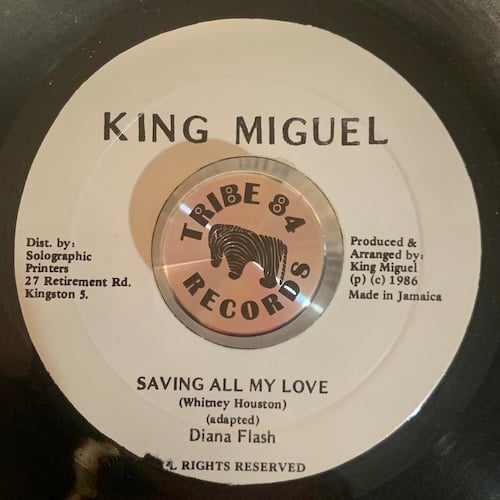 KING MIGUEL
TRIBE 84
RECORDS
Dist. by:
Solographic
Printers
27 Retirement Rd.
Kingston 5.
Produced &
Arranged by:
King Miguel
(p) (c) 1986
Made in Jamaica
SAVING ALL MY LOVE
(Whitney Houston)
(adapted)
Diana Flash
RIGHTS RESERVED